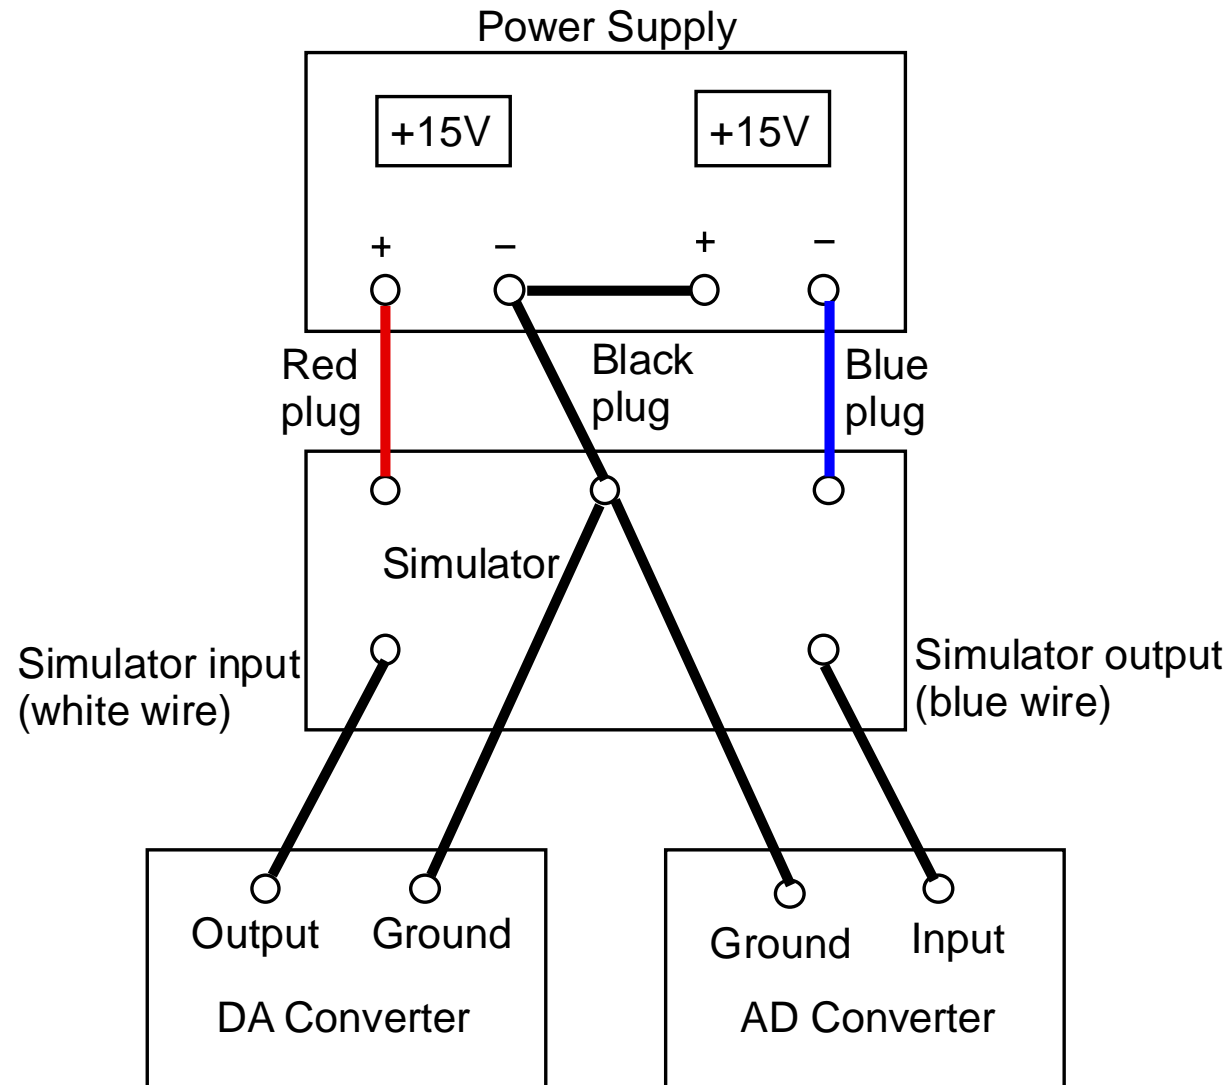 Power Supply
+15V
+15V
+
−
+
−
Red
plug
Black
plug
Blue
plug
Simulator
Simulator input
(white wire)
Simulator output
(blue wire)
Output
Ground
Ground
Input
DA Converter
AD Converter